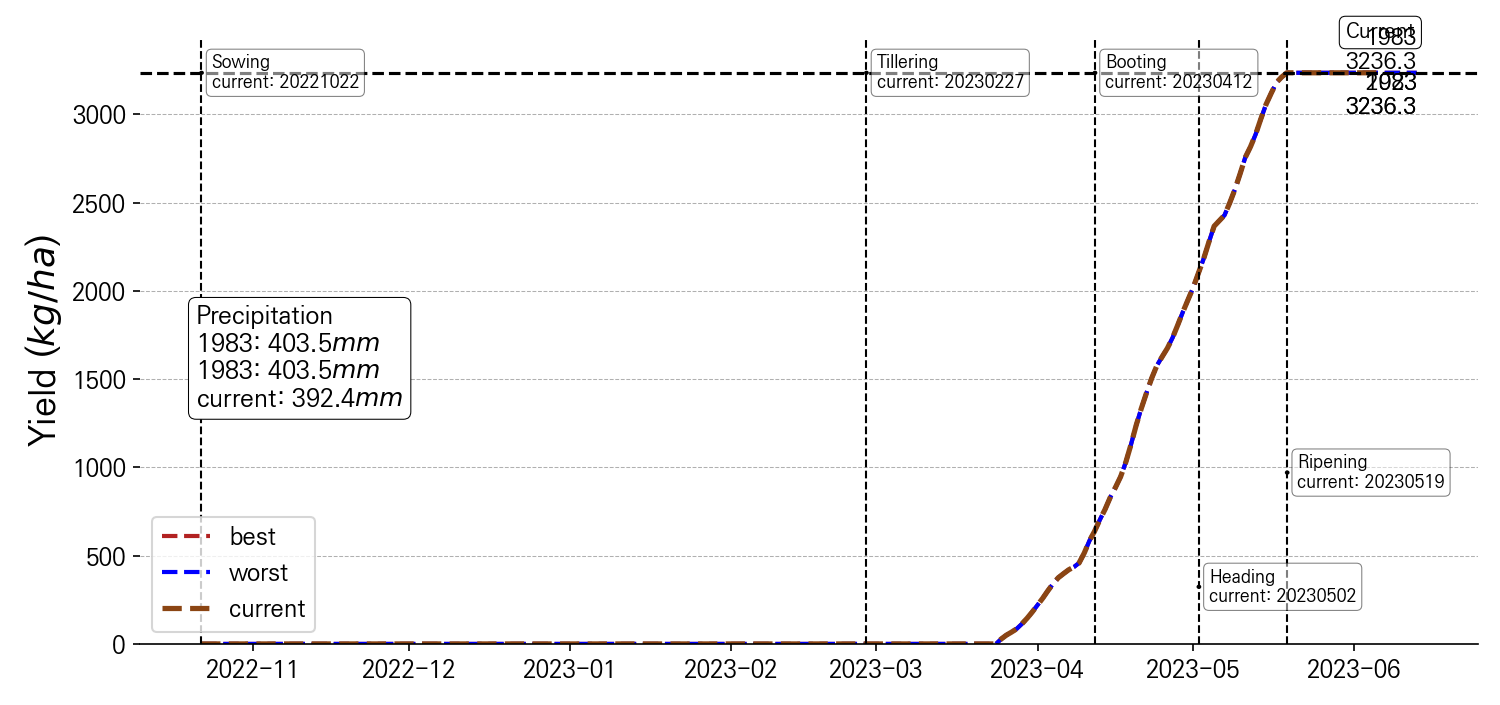 Current
1983
3236.3
1983
3236.3
Sowing
current: 20221022
Tillering
current: 20230227
Booting
current: 20230412
3000
2500
2000
1500
1000
500
0
Yield (kg/ha)
Precipitation
1983: 403.5mm
1983: 403.5mm
current: 392.4mm
Ripening
current: 20230519
Heading
current: 20230502
best
worst
current
2022-11
2022-12
2023-01
2023-02
2023-03
2023-04
2023-05
2023-06